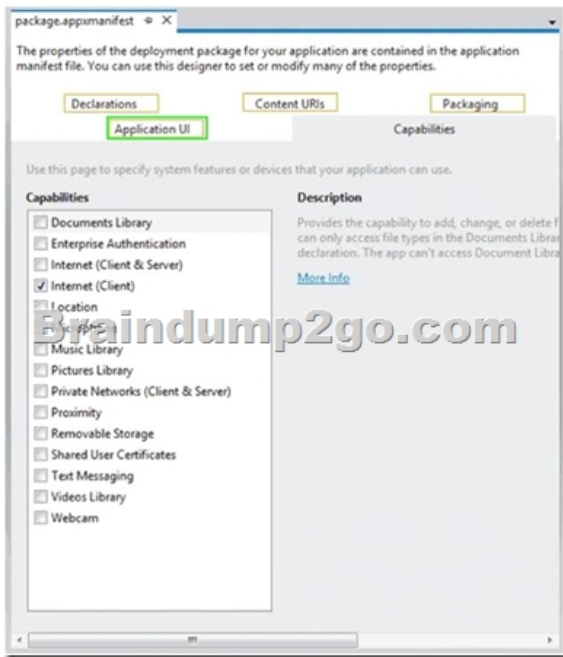 package.appxmanifest
The properties of the deployment package for your application are contained in the application
manifest file. You can use this designer to set or modify many of the properties.
Declarations Content URIs Packaging
Application UI Capabilities
Use this page to specify system features or devices that your application can use.
Capabilities
Documents Library
Enterprise Authentication
Internet (Client & Server)
Internet (Client)
Location
Music Library
Pictures Library
Private Networks (Client & Server)
Proximity
Removable Storage
Shared User Certificates
Text Messaging
Videos Library
Webcam
Description
Provides the capability to add, change, or delete f
can only access file types in the Documents Librar
declaration. The app can't access Document Libra
More Info
Braindump2go.com